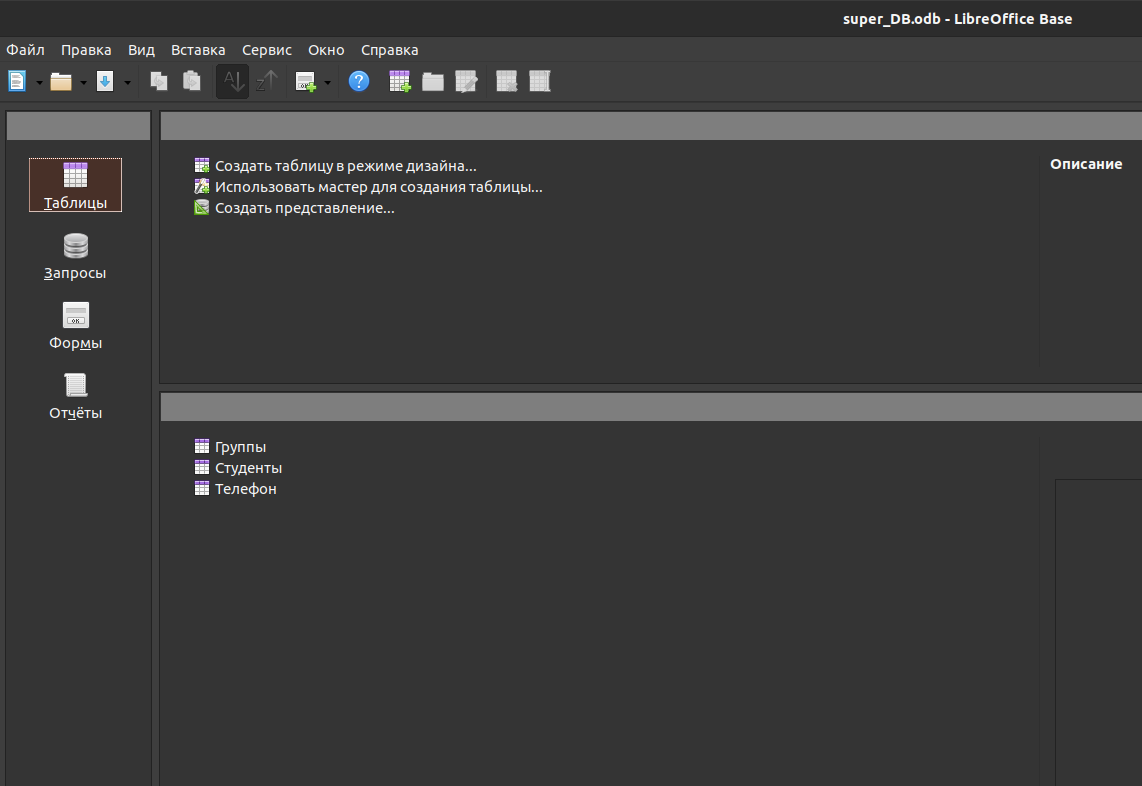 super_DB.odb - LibreOffice Base
Файл Правка Вид Вставка Сервис Окно Справка
Таблицы
Запросы
Формы
Отчёты
Создать таблицу в режиме дизайна...
Использовать мастер для создания таблицы...
Создать представление...
Описание
Группы
Студенты
Телефон